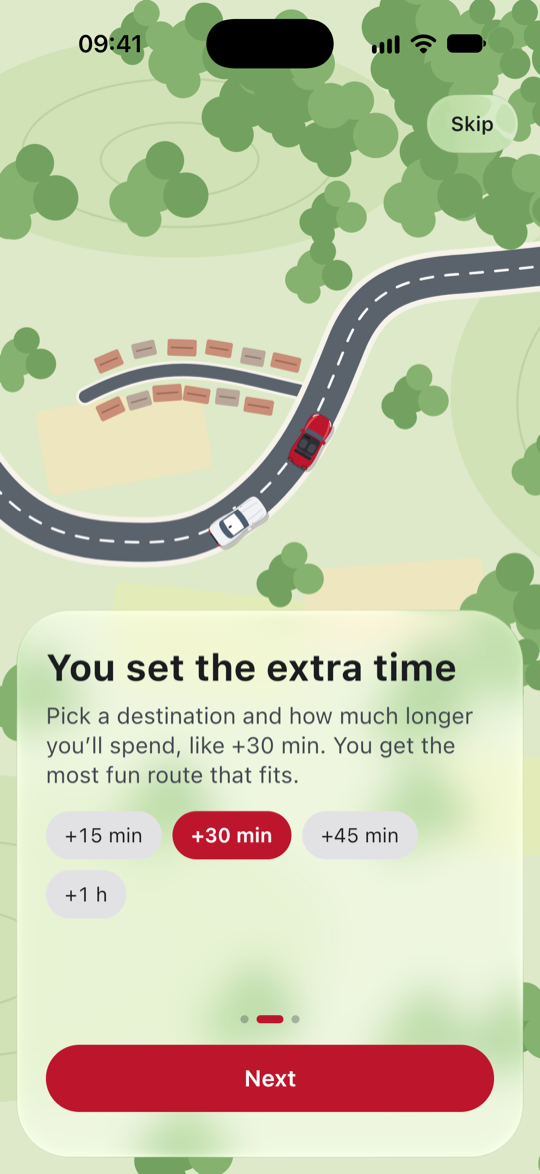 09:41
Skip
You set the extra time
Pick a destination and how much longer
you’ll spend, like +30 min. You get the
most fun route that fits.
+15 min
+30 min
+45 min
+1 h
Next